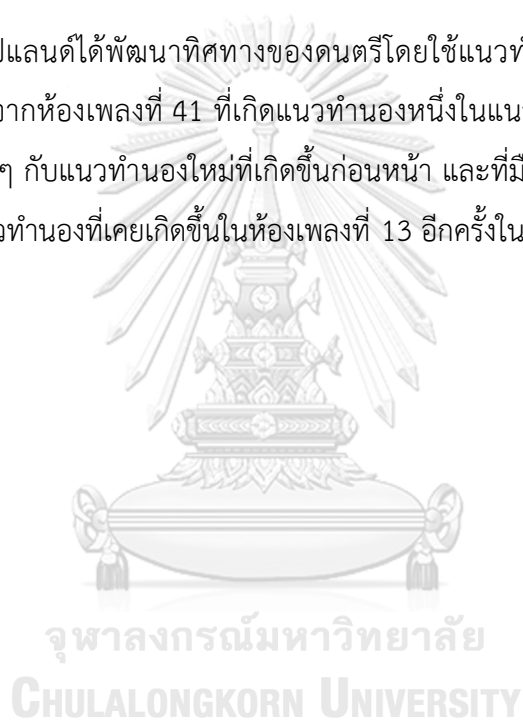 ปแลนด์ได้พัฒนาทิศทางของดนตรีโดยใช้แนวทำ
จากห้องเพลงที่ 41 ที่เกิดแนวทำนองหนึ่งในแน
ๆ กับแนวทำนองใหม่ที่เกิดขึ้นก่อนหน้า และที่มื
วทำนองที่เคยเกิดขึ้นในห้องเพลงที่ 13 อีกครั้งใน
จุฬาลงกรณ์มหาวิทยาลัย
CHULALONGKORN UNIVERSITY